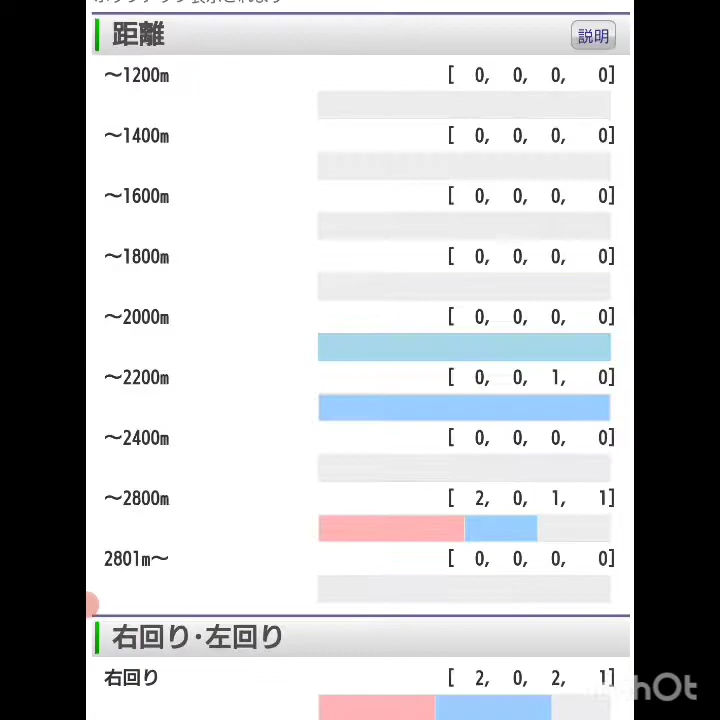 距離
説明
～1200m [ 0, 0, 0, 0]
～1400m [ 0, 0, 0, 0]
～1600m [ 0, 0, 0, 0]
～1800m [ 0, 0, 0, 0]
～2000m [ 0, 0, 0, 0]
～2200m [ 0, 0, 1, 0]
～2400m [ 0, 0, 0, 0]
～2800m [ 2, 0, 1, 1]
2801m～ [ 0, 0, 0, 0]
右回り･左回り
右回り [ 2, 0, 2, 1]
hOt